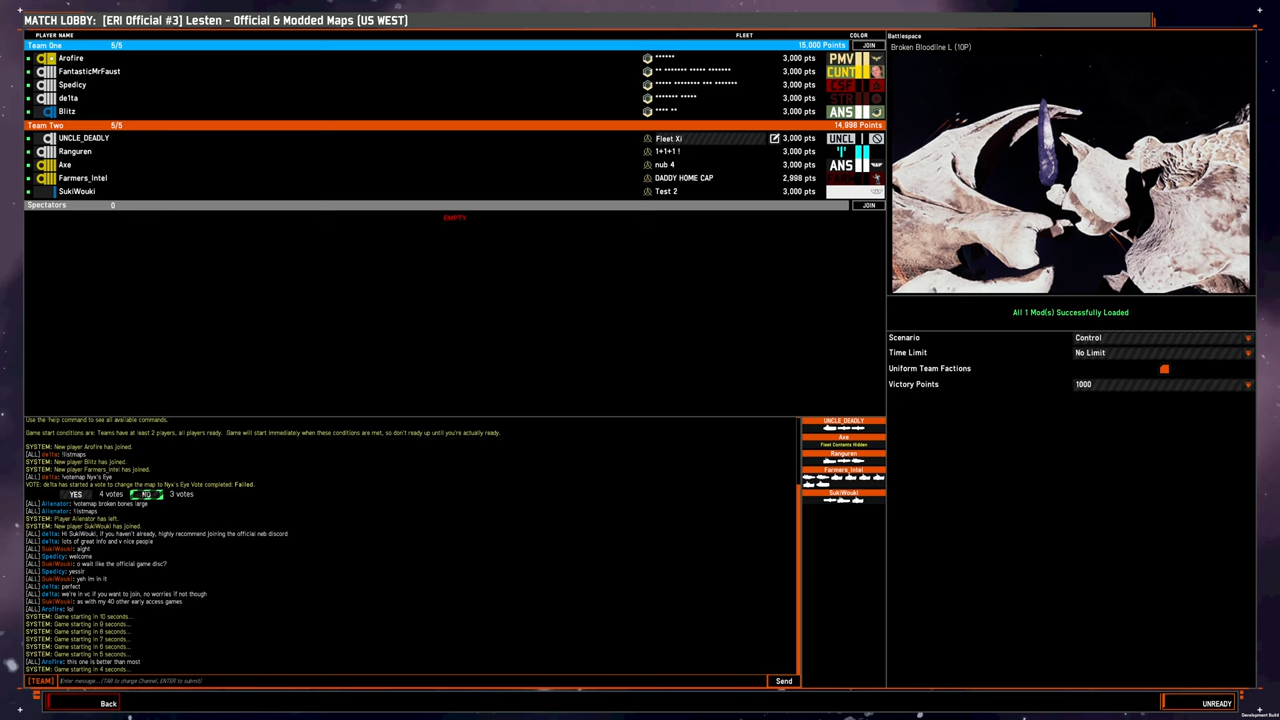 MATCH LOBBY: [ERI Official #3] Lesten - Official & Modded Maps (US WEST)
PLAYER NAME FLEET COLOR
Team One 5/5 15,000 Points JOIN
Arofire ****** 3,000 pts PMV
FantasticMrFaust ** ******* ***** ******* 3,000 pts CUNT
Spedicy ***** ******** *** ******* 3,000 pts CSF
de1ta ******* ***** 3,000 pts STR
Blitz **** ** 3,000 pts ANS
Team Two 5/5 14,998 Points
UNCLE_DEADLY Fleet Xi 3,000 pts UNCL
Ranguren 1+1+1 ! 3,000 pts "I"
Axe nub 4 3,000 pts ANS
Farmers_Intel DADDY HOME CAP 2,998 pts
SukiWouki Test 2 3,000 pts
Spectators 0 JOIN
EMPTY
Battlespace
Broken Bloodline L (10P)
All 1 Mod(s) Successfully Loaded
Scenario Control
Time Limit No Limit
Uniform Team Factions
Victory Points 1000
Use the !help command to see all available commands.
Game start conditions are: Teams have at least 2 players, all players ready. Game will start immediately when these conditions are met, so don't ready up until you're actually ready.
SYSTEM: New player Arofire has joined.
[ALL] de1ta: !listmaps
SYSTEM: New player Blitz has joined.
SYSTEM: New player Farmers_Intel has joined.
[ALL] de1ta: !votemap Nyx's Eye
VOTE: de1ta has started a vote to change the map to Nyx's Eye Vote completed: Failed.
YES 4 votes NO 3 votes
[ALL] Alienator: !votemap broken bones large
[ALL] Alienator: !listmaps
SYSTEM: Player Alienator has left.
SYSTEM: New player SukiWouki has joined.
[ALL] de1ta: Hi SukiWouki, if you haven't already, highly recommend joining the official neb discord
[ALL] de1ta: lots of great info and v nice people
[ALL] SukiWouki: aight
[ALL] Spedicy: welcome
[ALL] SukiWouki: o wait like the official game disc?
[ALL] Spedicy: yessir
[ALL] SukiWouki: yeh im in it
[ALL] de1ta: perfect
[ALL] de1ta: we're in vc if you want to join, no worries if not though
[ALL] SukiWouki: as with my 40 other early access games
[ALL] Arofire: lol
SYSTEM: Game starting in 10 seconds...
SYSTEM: Game starting in 9 seconds...
SYSTEM: Game starting in 8 seconds...
SYSTEM: Game starting in 7 seconds...
SYSTEM: Game starting in 6 seconds...
SYSTEM: Game starting in 5 seconds...
[ALL] Arofire: this one is better than most
SYSTEM: Game starting in 4 seconds...
[TEAM] Enter message... (TAB to change Channel, ENTER to submit) Send
UNCLE_DEADLY
Axe
Fleet Contents Hidden
Ranguren
Farmers_Intel
SukiWouki
Back
UNREADY
Development Build